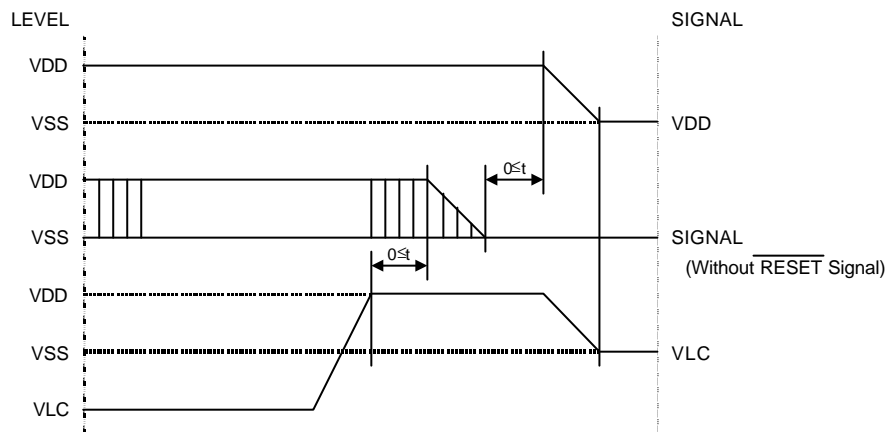 LEVEL SIGNAL
VDD
VSS VDD
VDD 0≤t
VSS SIGNAL
(Without RESET Signal)
0≤t
VDD
VSS VLC
VLC